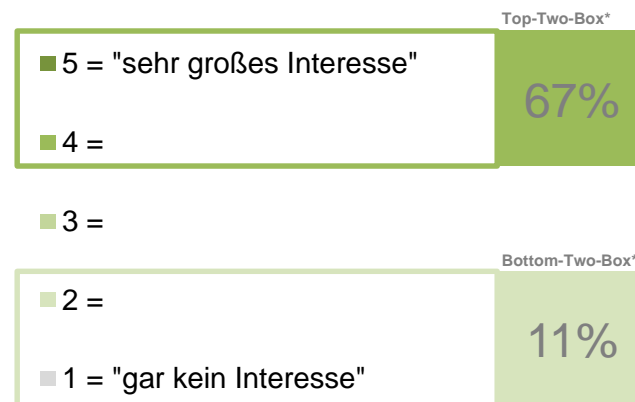 Top-Two-Box*
5 = "sehr großes Interesse"
67%
4 =
3 =
Bottom-Two-Box*
2 =
11%
1 = "gar kein Interesse"